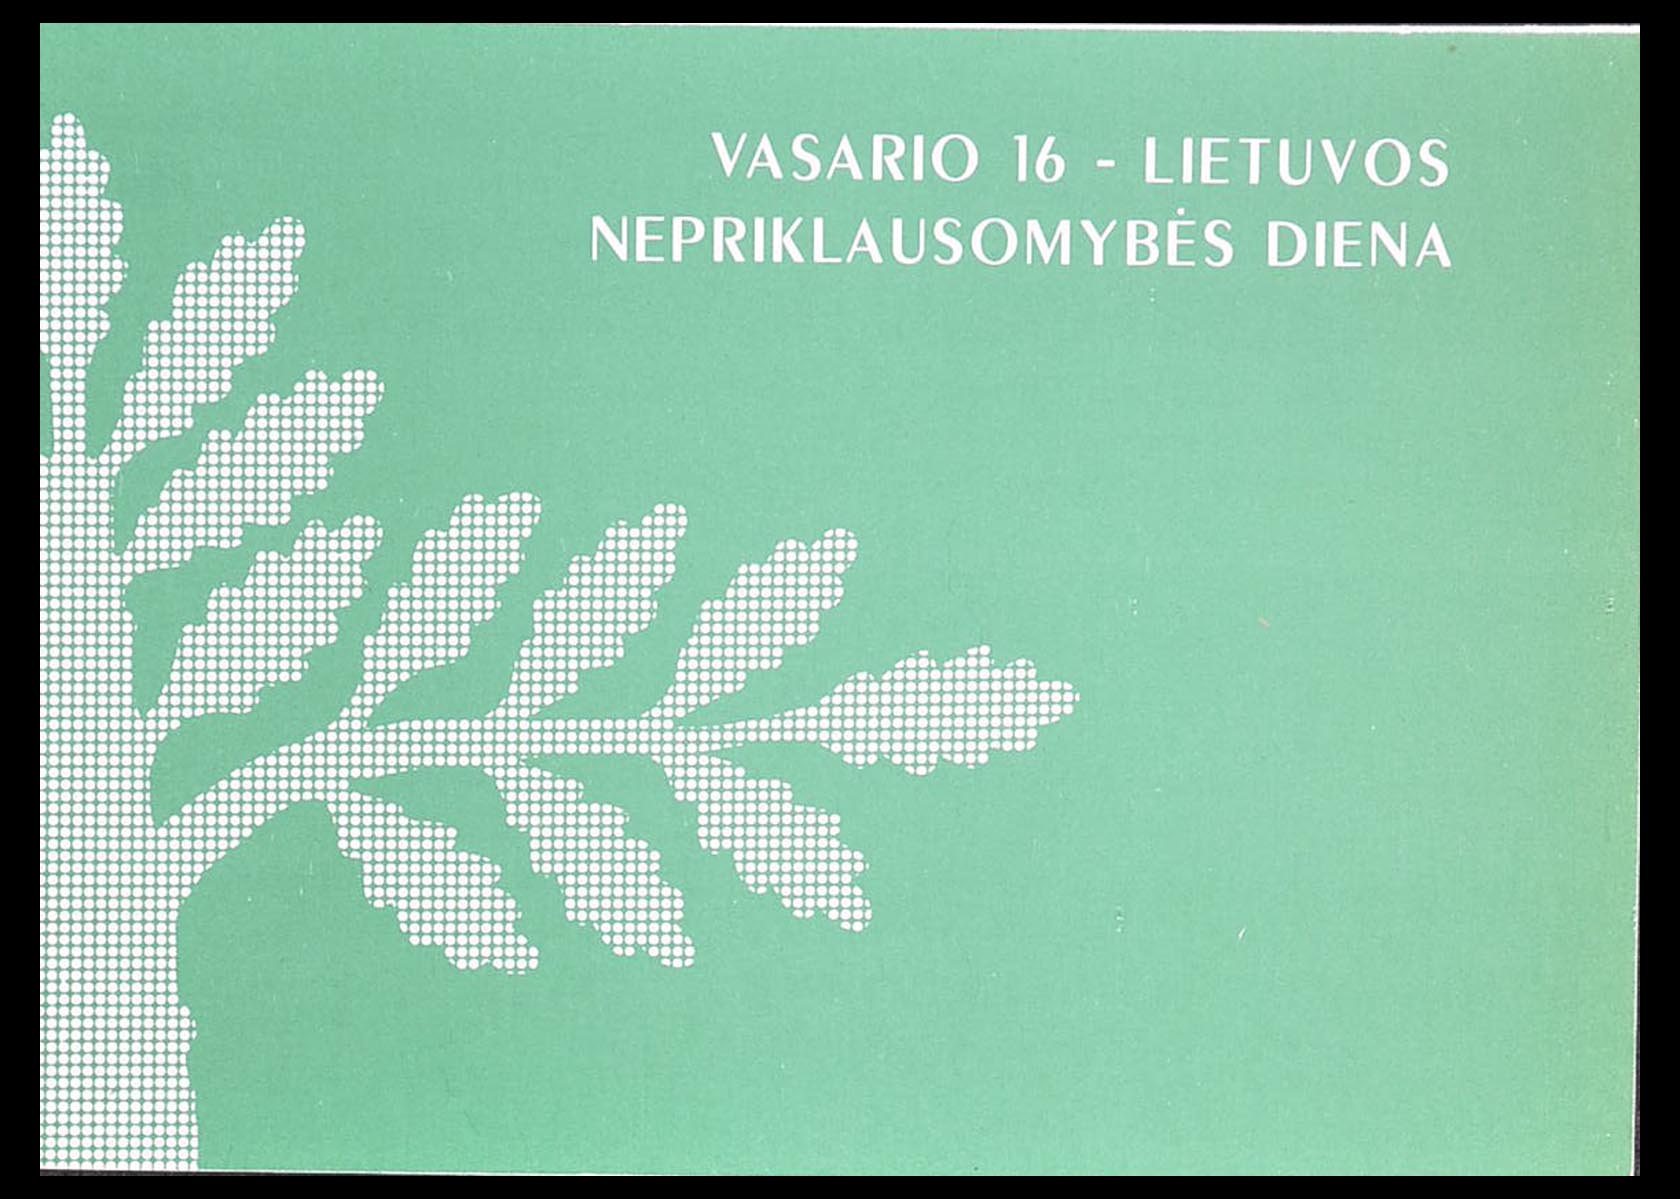 VASARIO 16 - LIETUVOS
NEPRIKLAUSOMYBĖS DIENA